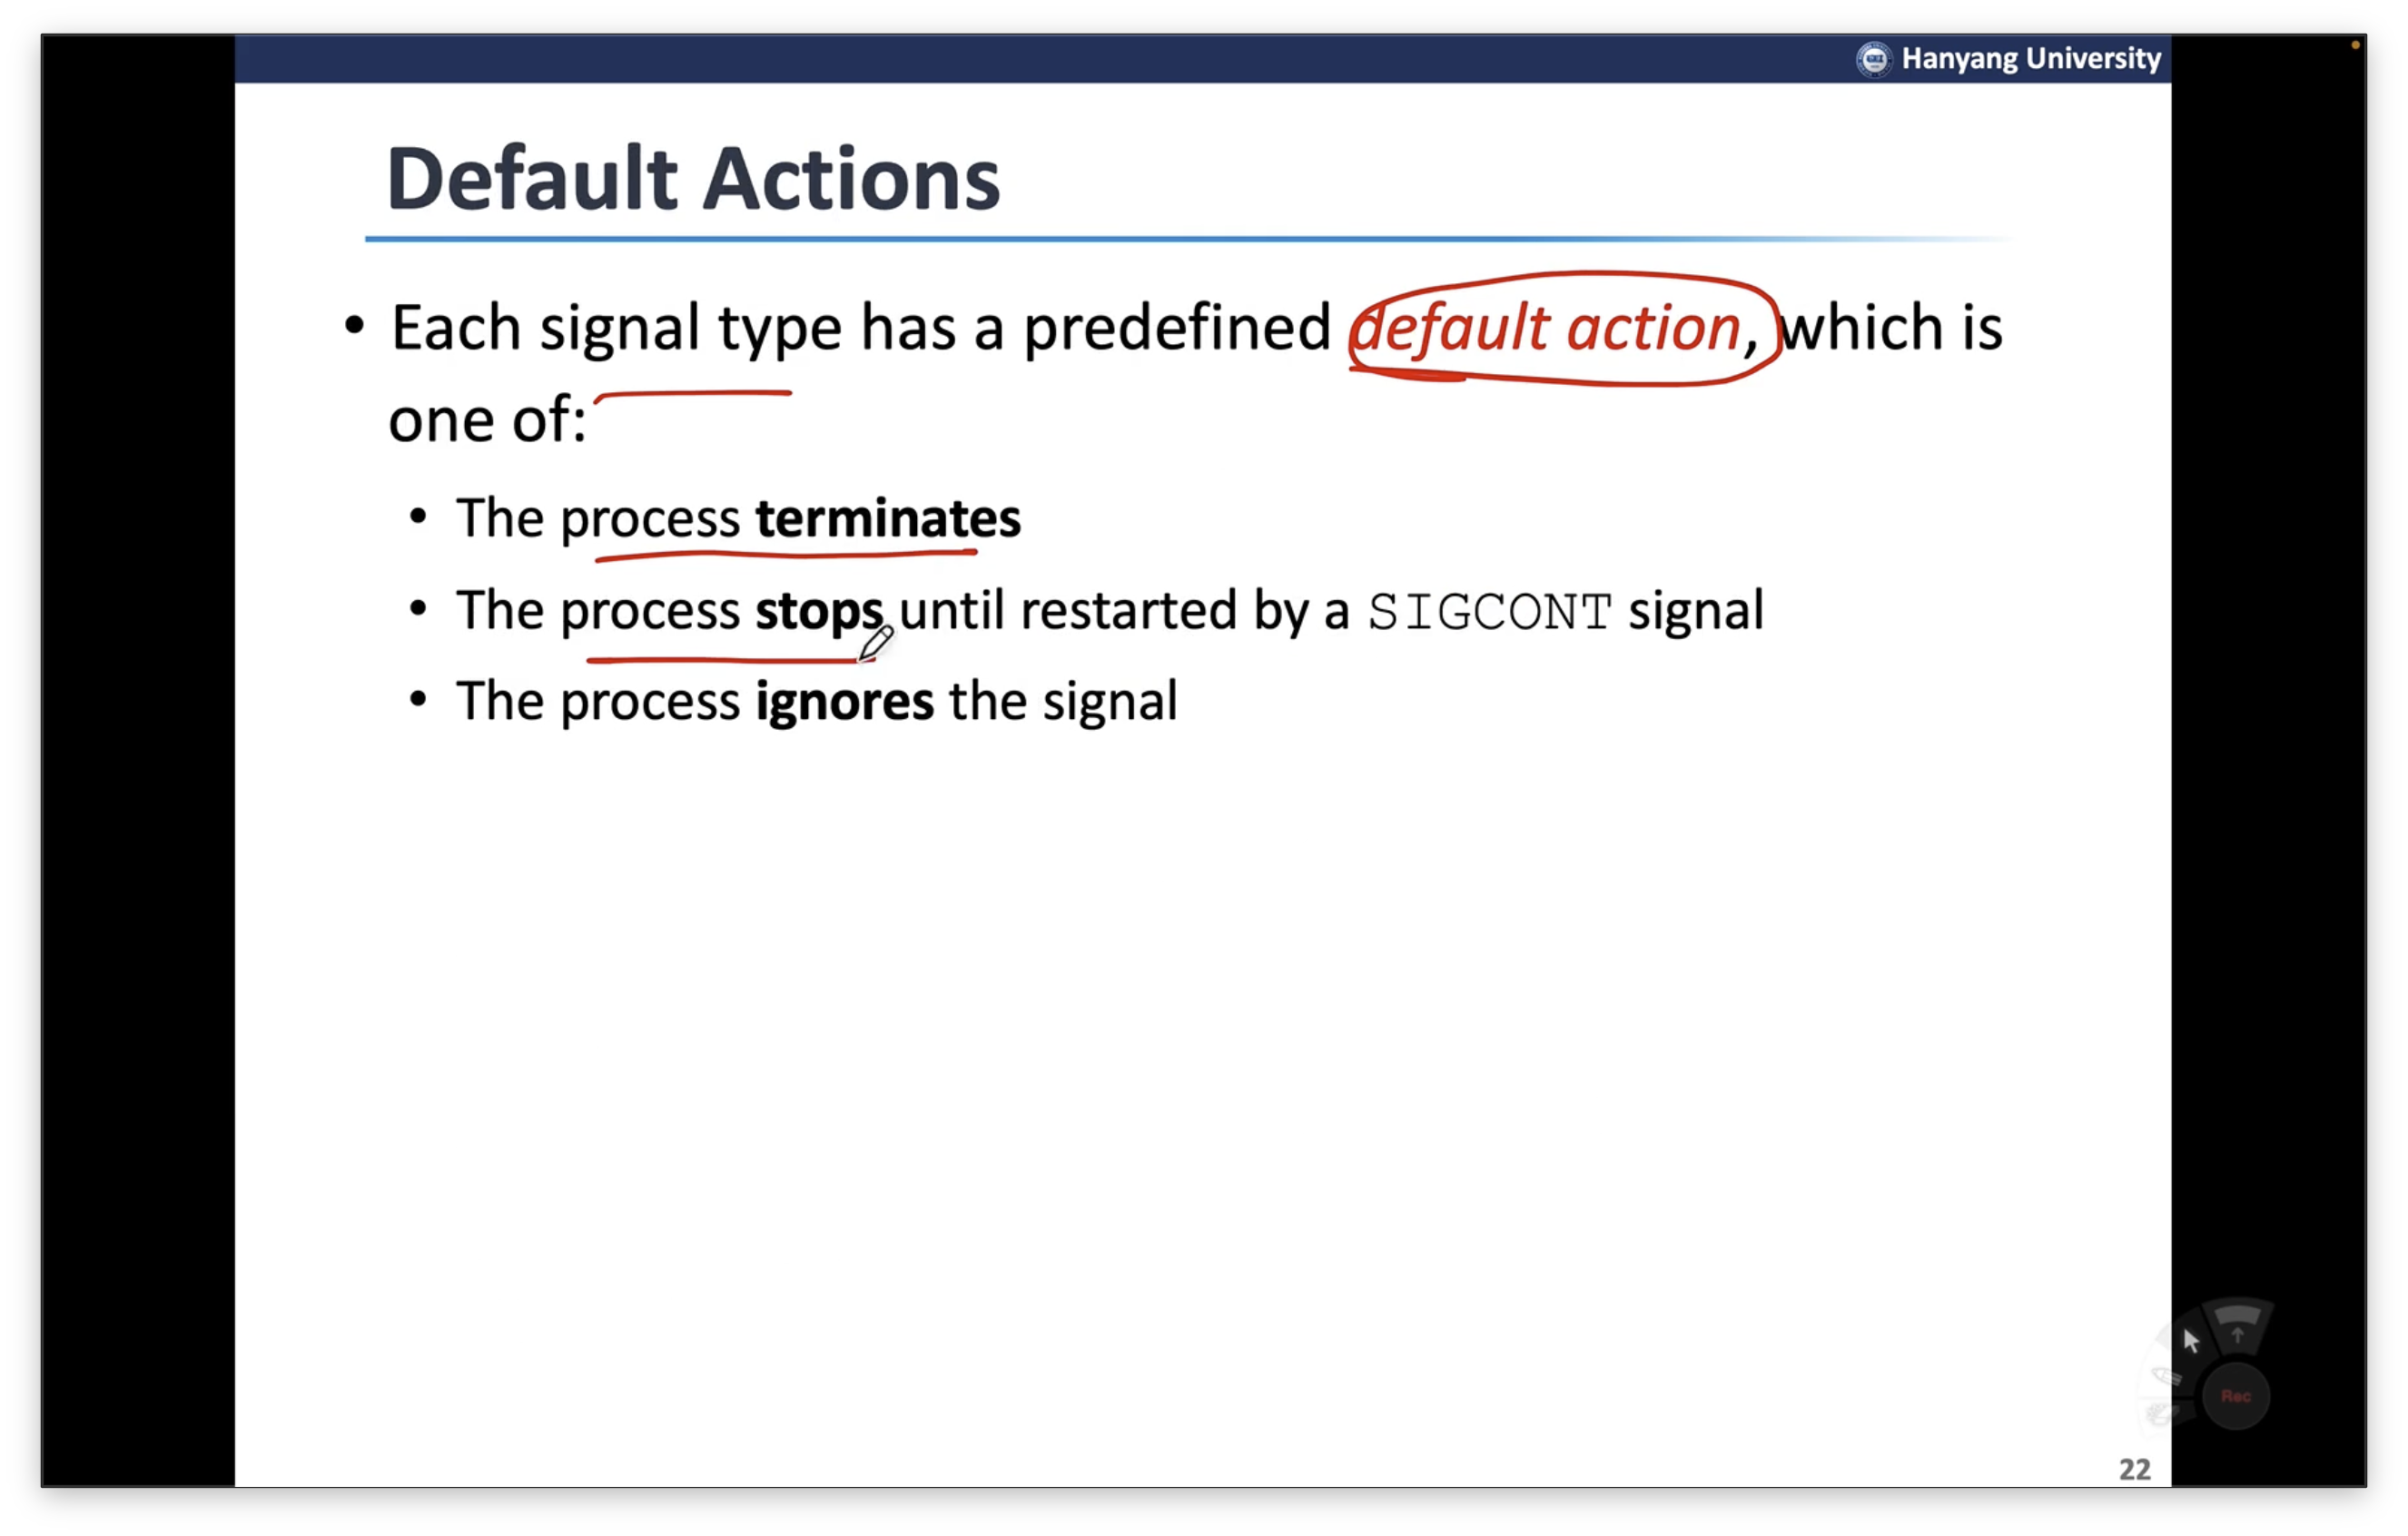 Hanyang University
Default Actions
• Each signal type has a predefined default action, which is
one of:
• The process terminates
• The process stops until restarted by a SIGCONT signal
• The process ignores the signal
Rec
22